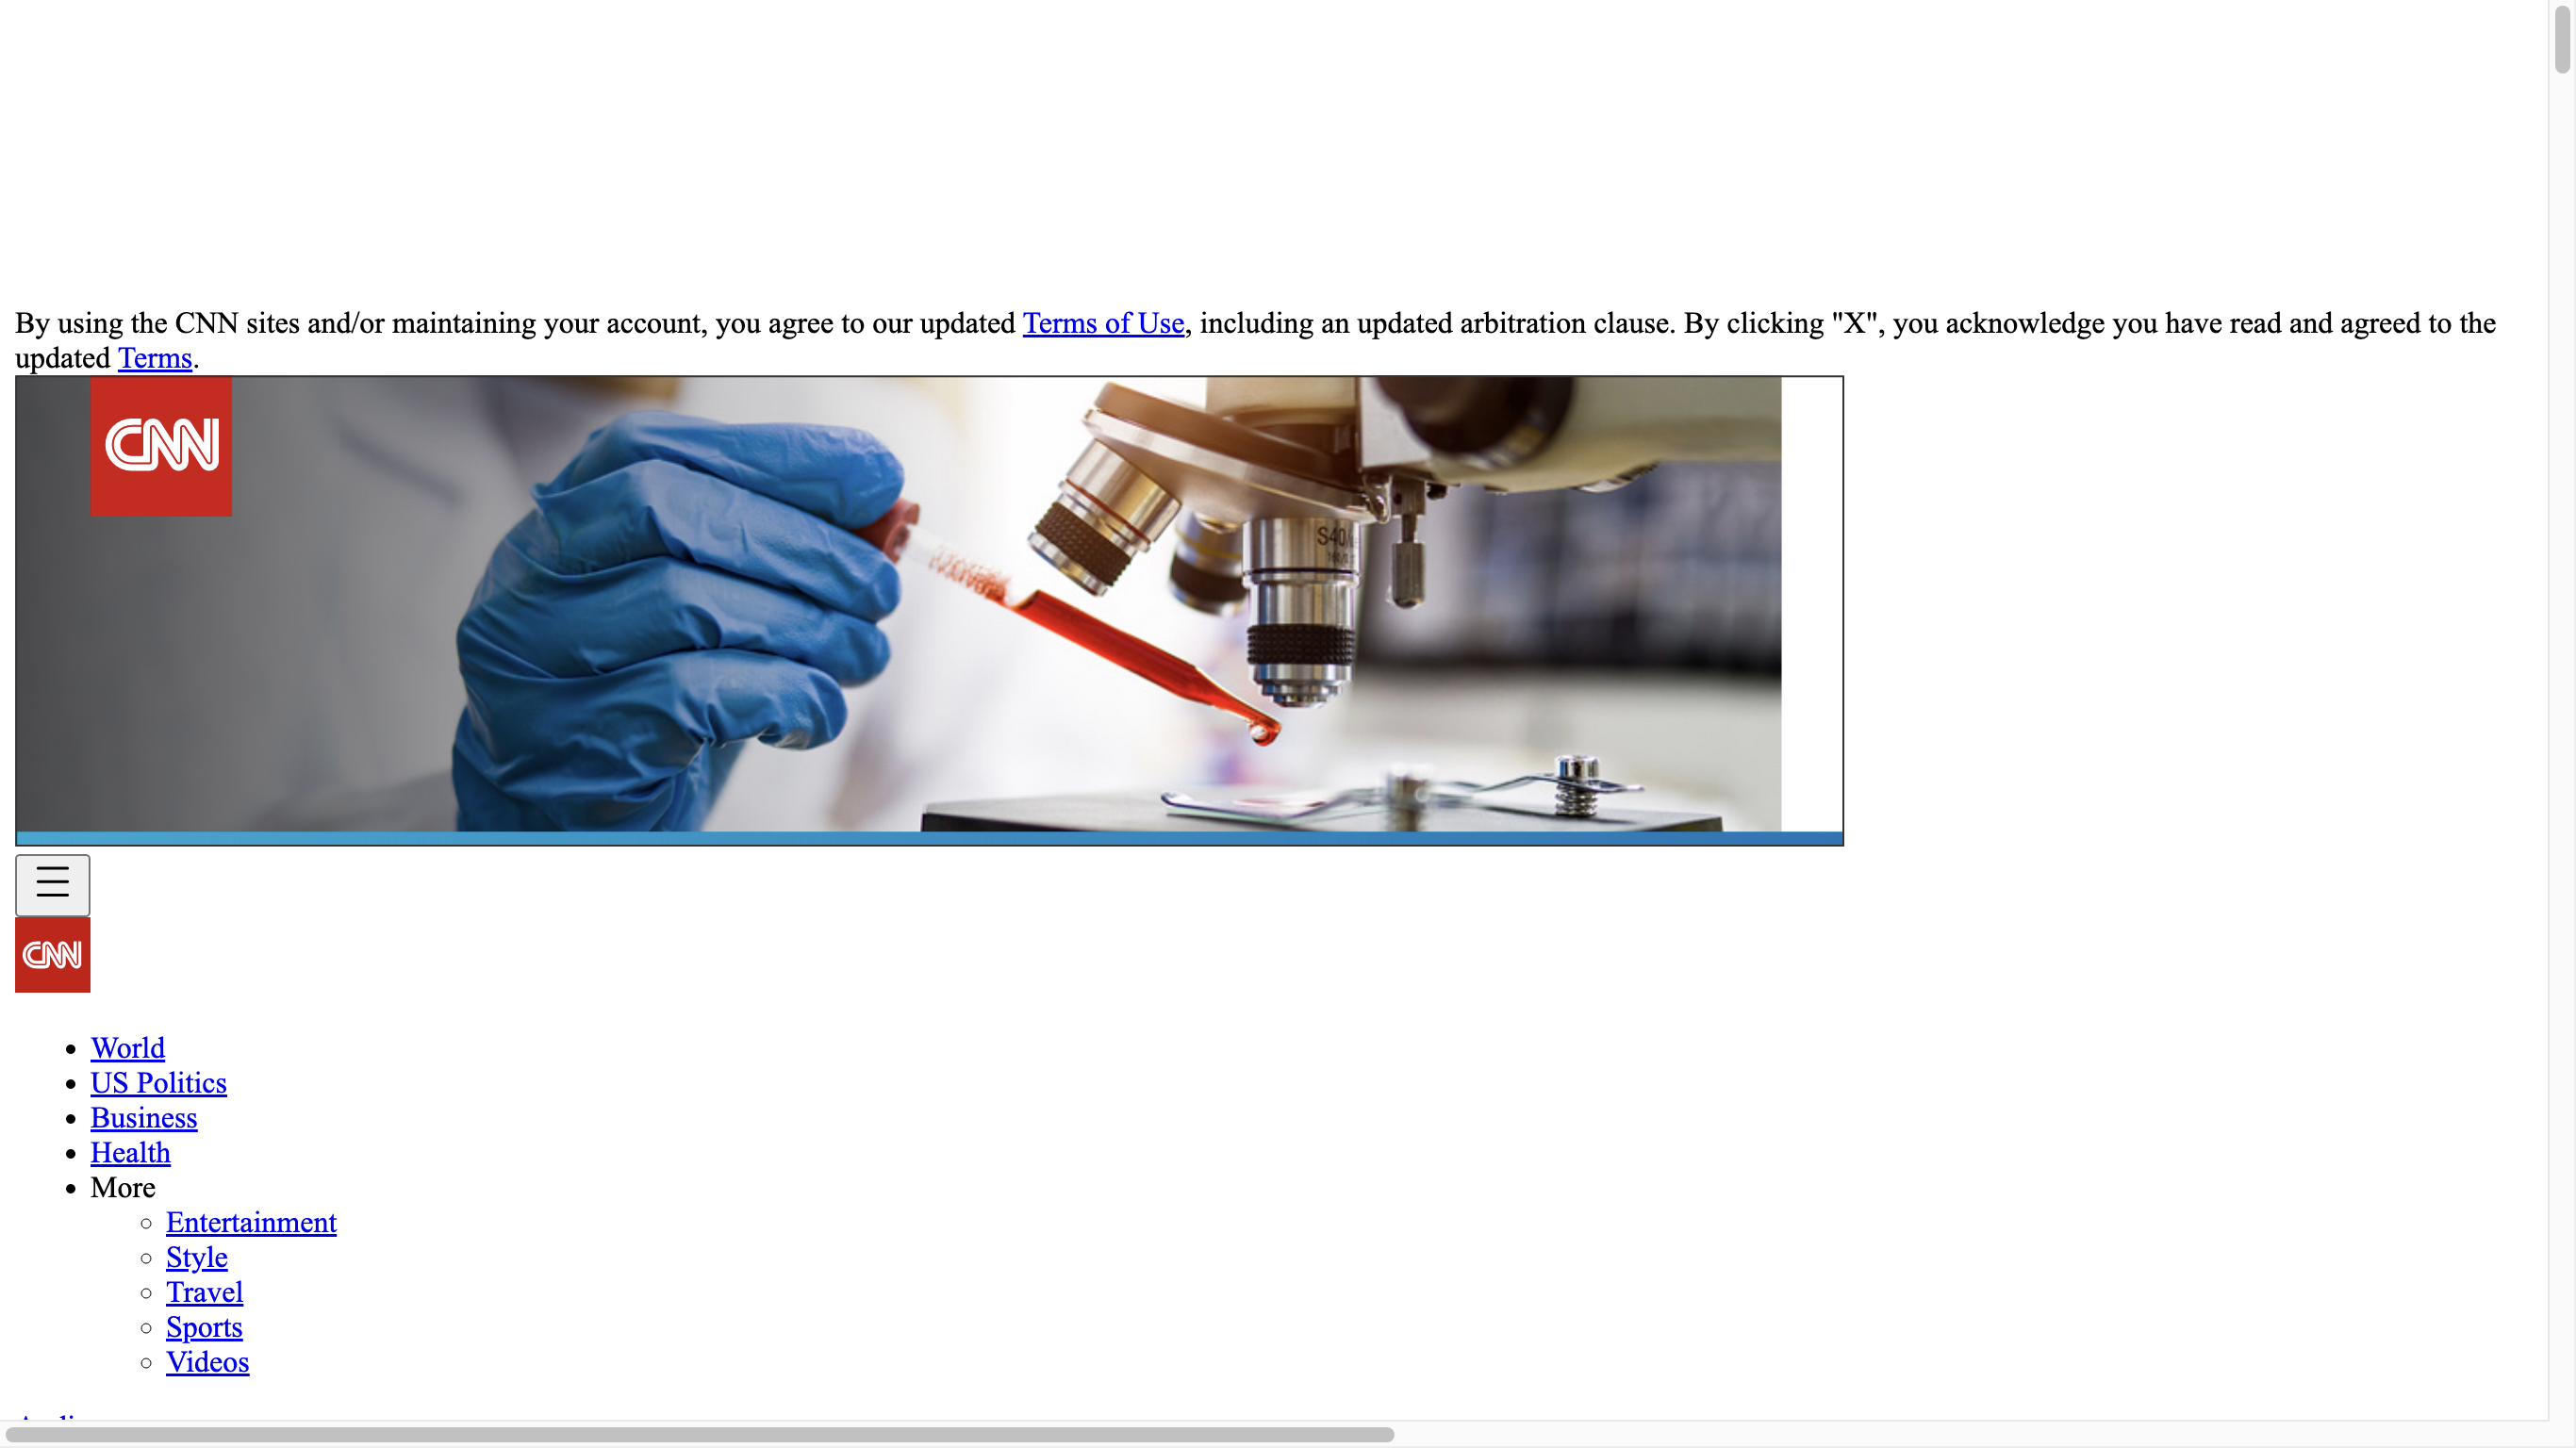 By using the CNN sites and/or maintaining your account, you agree to our updated Terms of Use, including an updated arbitration clause. By clicking "X", you acknowledge you have read and agreed to the
updated Terms.
CNN
S40/
CNN
World
US Politics
Business
Health
More
Entertainment
Style
Travel
Sports
Videos